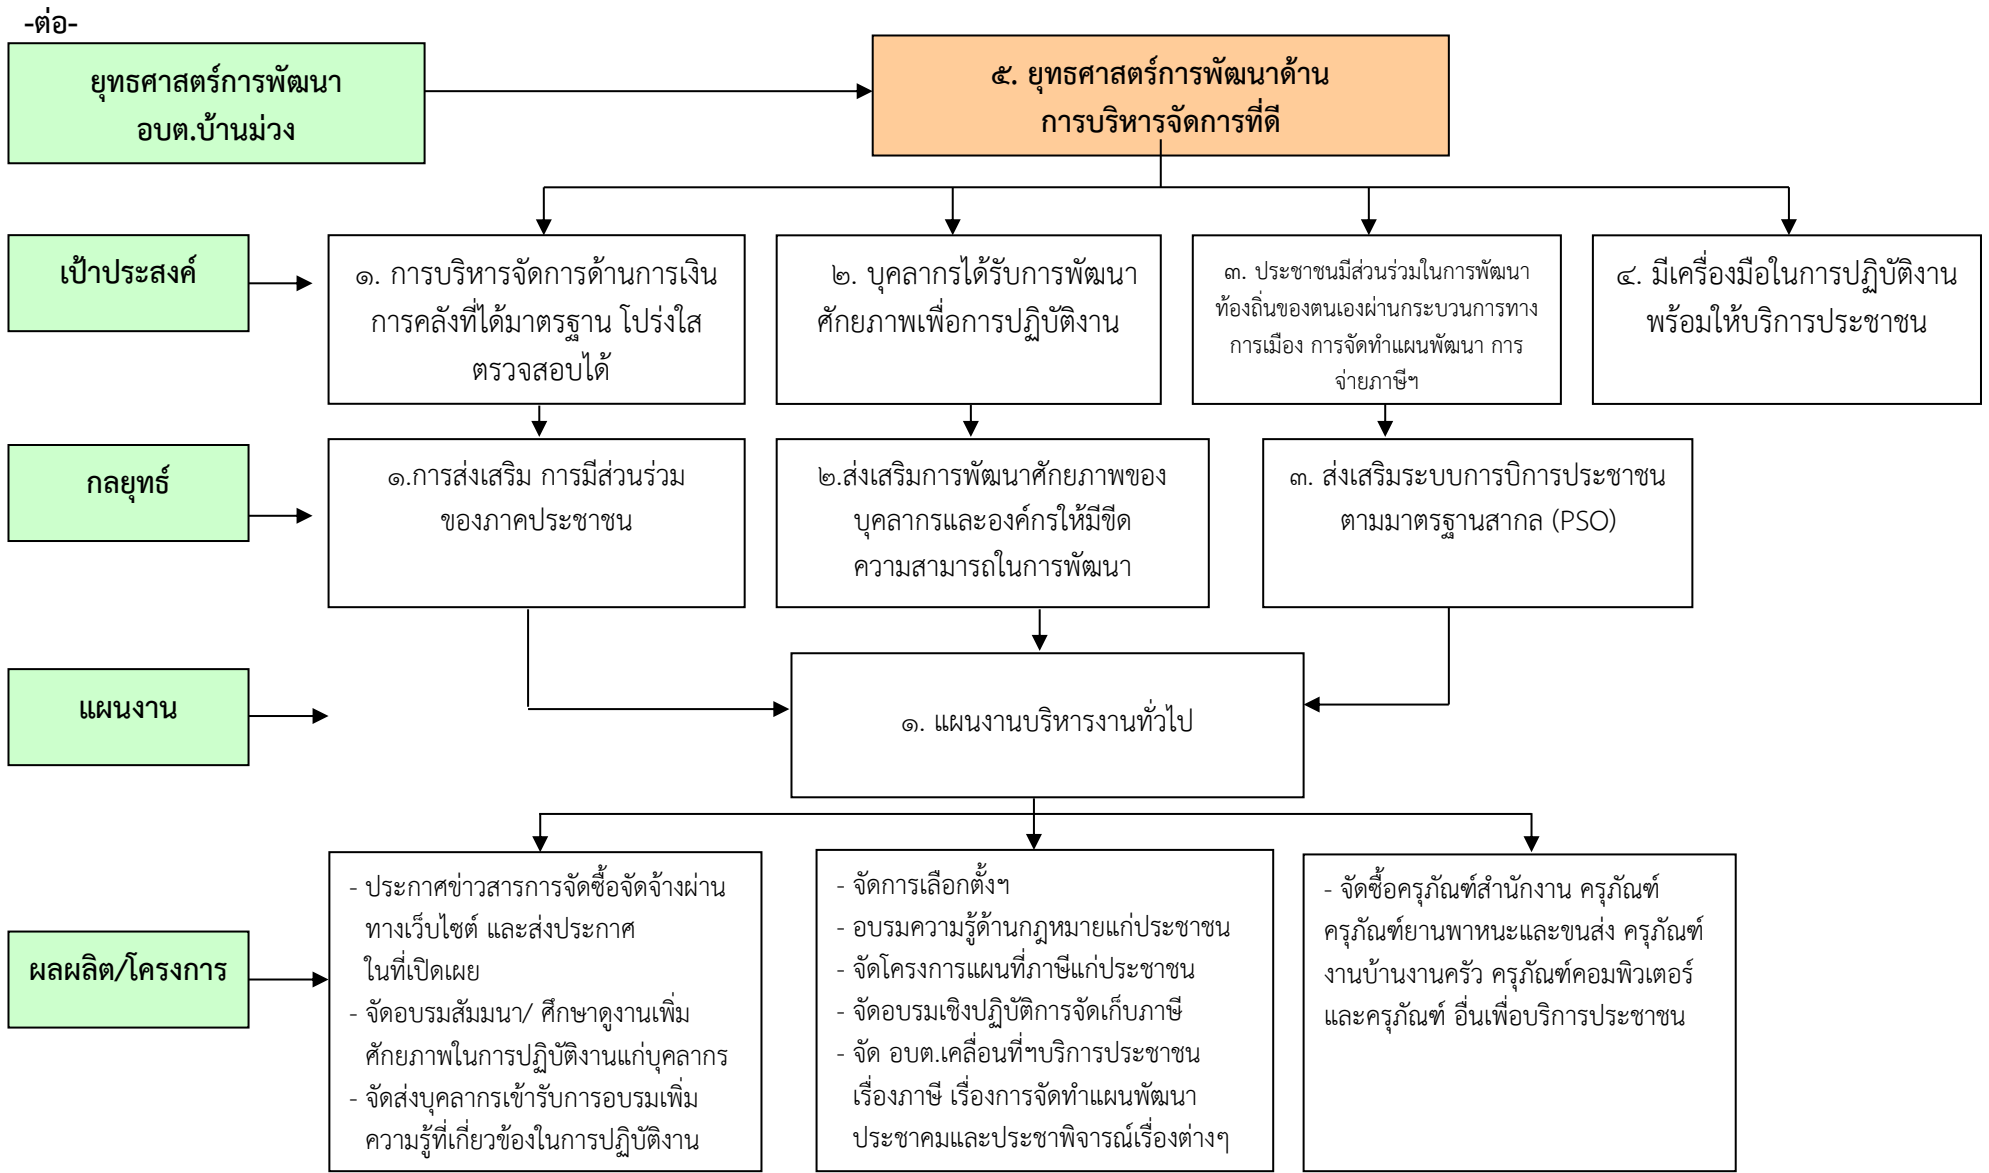 -ต่อ-
ยุทธศาสตร์การพัฒนา
อบต.บ้านม่วง
๕. ยุทธศาสตร์การพัฒนาด้าน
การบริหารจัดการที่ดี
เป้าประสงค์
๑. การบริหารจัดการด้านการเงิน
การคลังที่ได้มาตรฐาน โปร่งใส
ตรวจสอบได้
๒. บุคลากรได้รับการพัฒนา
ศักยภาพเพื่อการปฏิบัติงาน
๓. ประชาชนมีส่วนร่วมในการพัฒนา
ท้องถิ่นของตนเองผ่านกระบวนการทาง
การเมือง การจัดทำแผนพัฒนา การ
จ่ายภาษีฯ
๔. มีเครื่องมือในการปฏิบัติงาน
พร้อมให้บริการประชาชน
กลยุทธ์
๑.การส่งเสริม การมีส่วนร่วม
ของภาคประชาชน
๒.ส่งเสริมการพัฒนาศักยภาพของ
บุคลากรและองค์กรให้มีขีด
ความสามารถในการพัฒนา
๓. ส่งเสริมระบบการบิการประชาชน
ตามมาตรฐานสากล (PSO)
แผนงาน
๑. แผนงานบริหารงานทั่วไป
ผลผลิต/โครงการ
- ประกาศข่าวสารการจัดซื้อจัดจ้างผ่าน
ทางเว็บไซต์ และส่งประกาศ
ในที่เปิดเผย
- จัดอบรมสัมมนา/ ศึกษาดูงานเพิ่ม
ศักยภาพในการปฏิบัติงานแก่บุคลากร
- จัดส่งบุคลากรเข้ารับการอบรมเพิ่ม
ความรู้ที่เกี่ยวข้องในการปฏิบัติงาน
- จัดการเลือกตั้งฯ
- อบรมความรู้ด้านกฎหมายแก่ประชาชน
- จัดโครงการแผนที่ภาษีแก่ประชาชน
- จัดอบรมเชิงปฏิบัติการจัดเก็บภาษี
- จัด อบต.เคลื่อนที่ฯบริการประชาชน
เรื่องภาษี เรื่องการจัดทำแผนพัฒนา
ประชาคมและประชาพิจารณ์เรื่องต่างๆ
- จัดซื้อครุภัณฑ์สำนักงาน ครุภัณฑ์
ครุภัณฑ์ยานพาหนะและขนส่ง ครุภัณฑ์
งานบ้านงานครัว ครุภัณฑ์คอมพิวเตอร์
และครุภัณฑ์ อื่นเพื่อบริการประชาชน